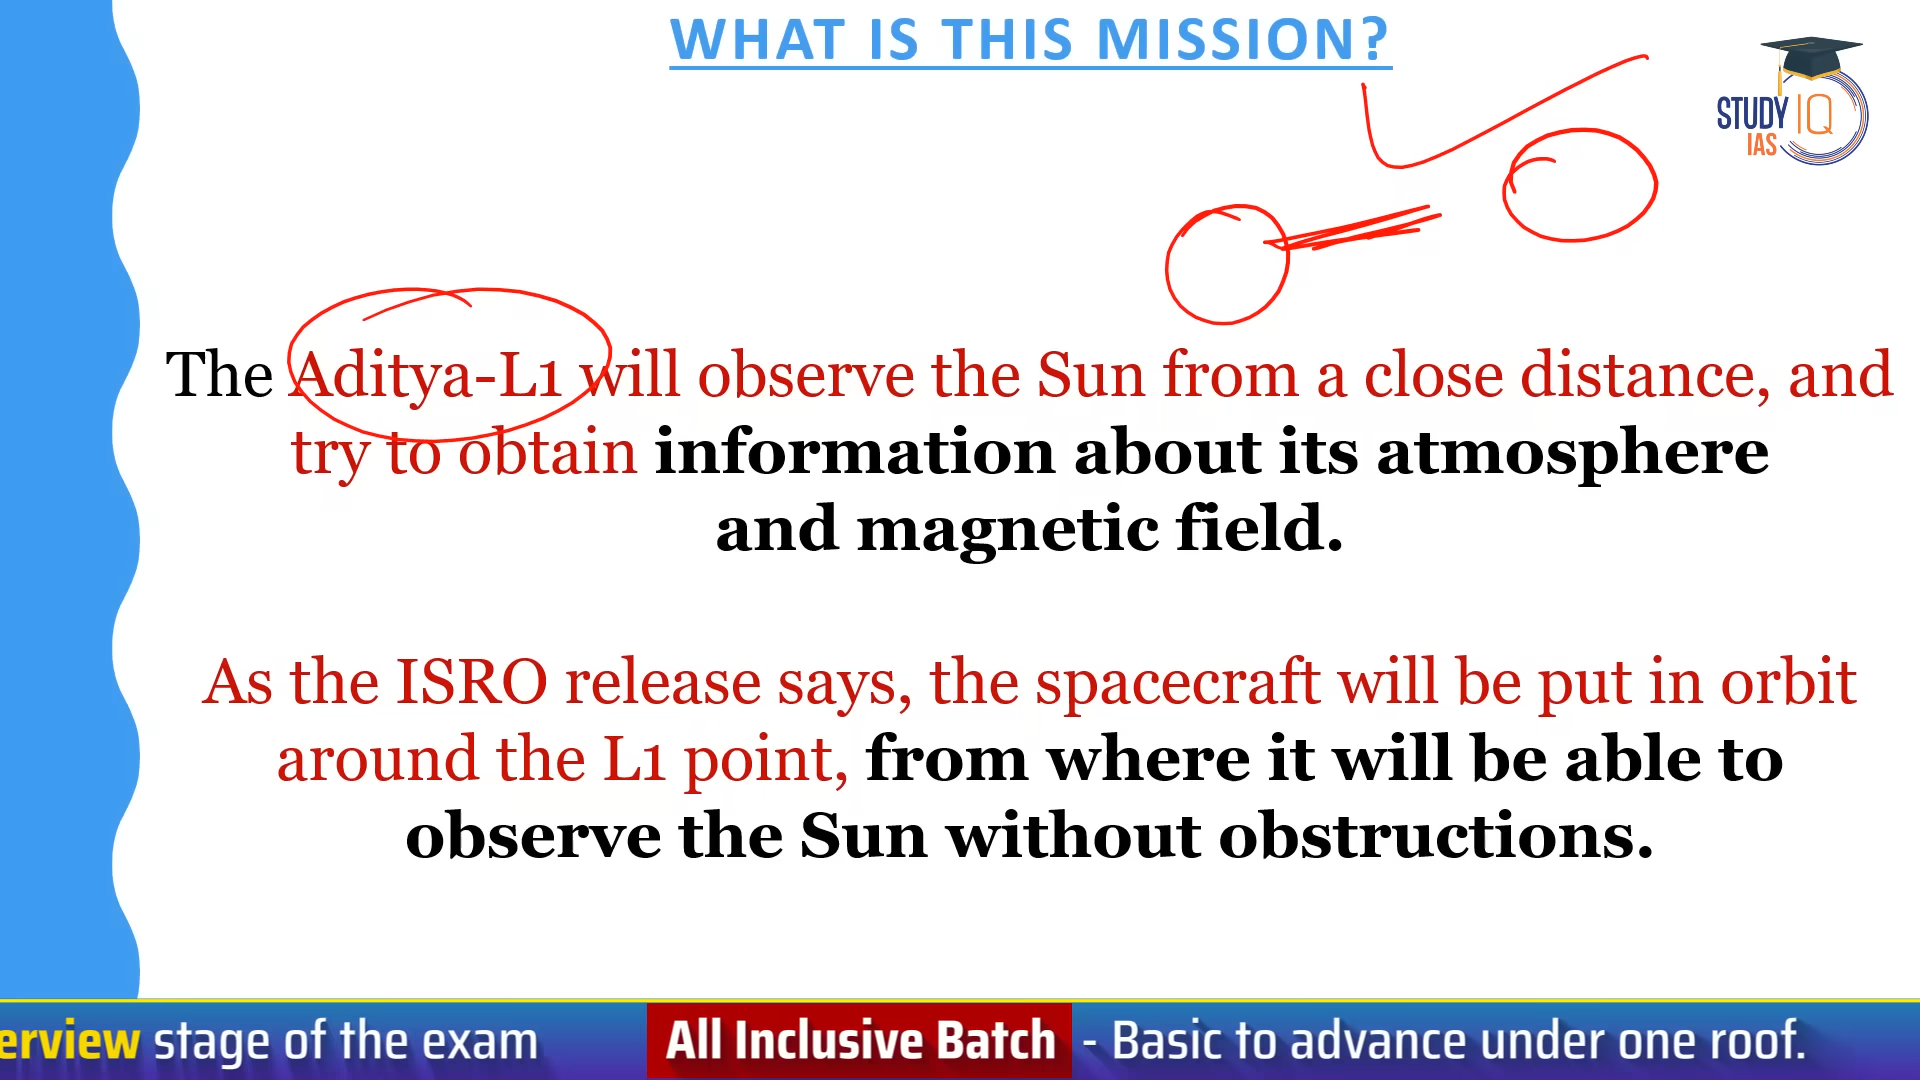 WHAT IS THIS MISSION?
STUDY IQ
IAS
The Aditya-L1 will observe the Sun from a close distance, and
try to obtain information about its atmosphere
and magnetic field.
As the ISRO release says, the spacecraft will be put in orbit
around the L1 point, from where it will be able to
observe the Sun without obstructions.
erview stage of the exam All Inclusive Batch - Basic to advance under one roof.